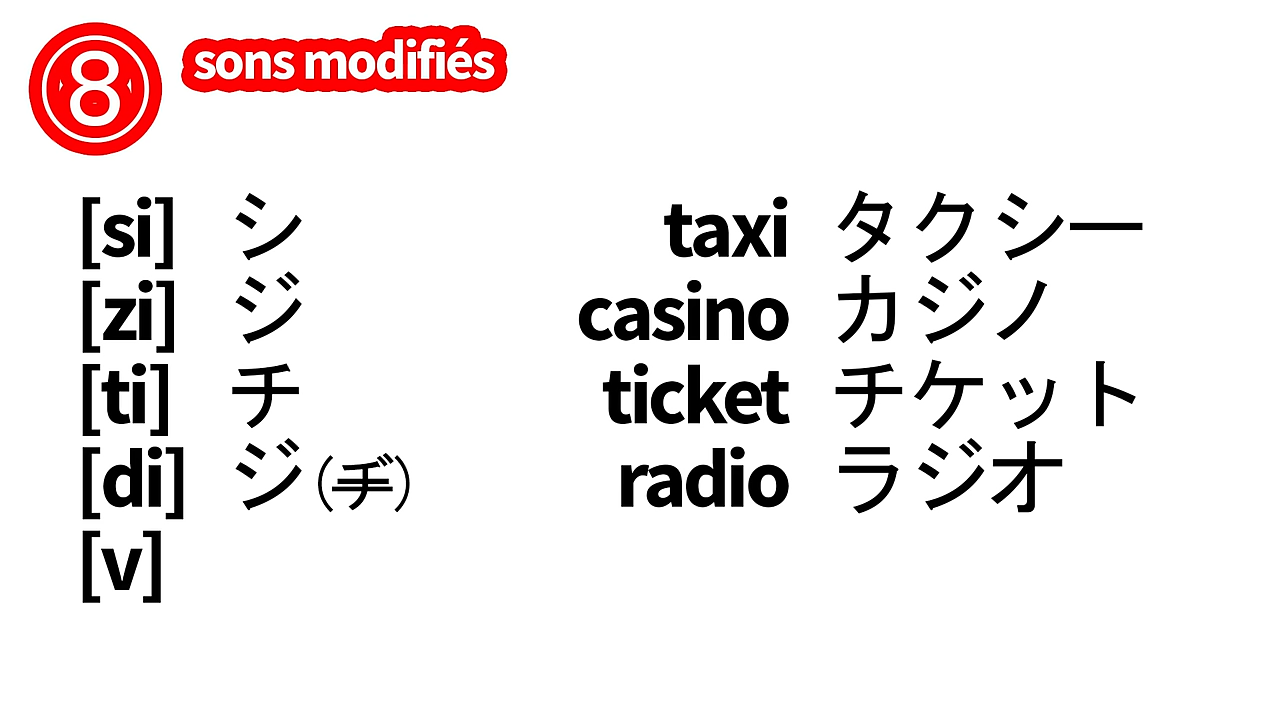 8 sons modifiés
[si] シ taxi タクシー
[zi] ジ casino カジノ
[ti] チ ticket チケット
[di] ジ(ヂ) radio ラジオ
[v]